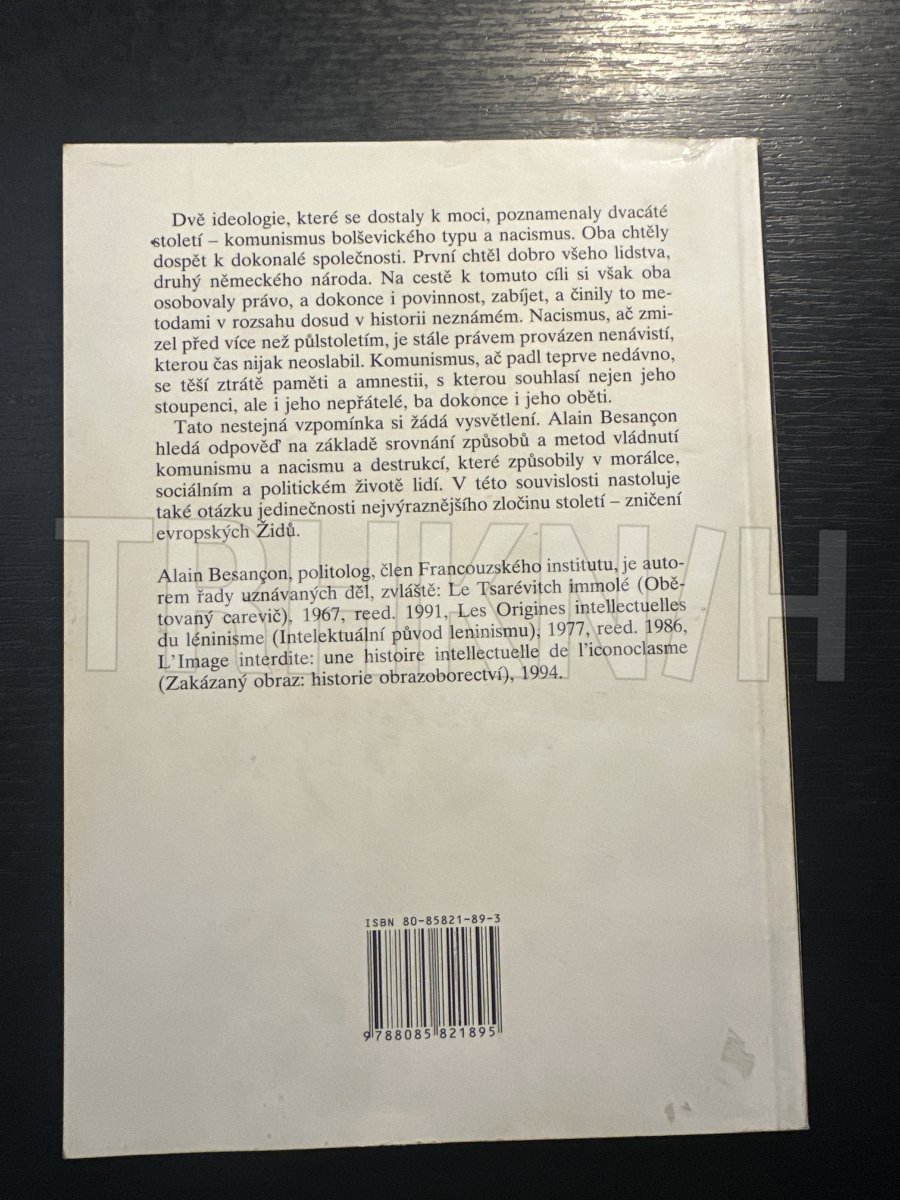 Dvě ideologie, které se dostaly k moci, poznamenaly dvacáté
století – komunismus bolševického typu a nacismus. Oba chtěly
dospět k dokonalé společnosti. První chtěl dobro všeho lidstva,
druhý německého národa. Na cestě k tomuto cíli si však oba
osobovaly právo, a dokonce i povinnost, zabíjet, a činily to me-
todami v rozsahu dosud v historii neznámém. Nacismus, ač zmi-
zel před více než půlstoletím, je stále právem provázen nenávistí,
kterou čas nijak neoslabil. Komunismus, ač padl teprve nedávno,
se těší ztrátě paměti a amnestii, s kterou souhlasí nejen jeho
stoupenci, ale i jeho nepřátelé, ba dokonce i jeho oběti.
Tato nestejná vzpomínka si žádá vysvětlení. Alain Besançon
hledá odpověď na základě srovnání způsobů a metod vládnutí
komunismu a nacismu a destrukcí, které způsobily v morálce,
sociálním a politickém životě lidí. V této souvislosti nastoluje
také otázku jedinečnosti nejvýraznějšího zločinu století – zničení
evropských Židů.
Alain Besançon, politolog, člen Francouzského institutu, je auto-
rem řady uznávaných děl, zvláště: Le Tsarévitch immolé (Obě-
tovaný carevič), 1967, reed. 1991, Les Origines intellectuelles
du léninisme (Intelektuální původ leninismu), 1977, reed. 1986,
L'Image interdite: une histoire intellectuelle de l'iconoclasme
(Zakázaný obraz: historie obrazoborectví), 1994.
ISBN 80-85821-89-3
9788085821895